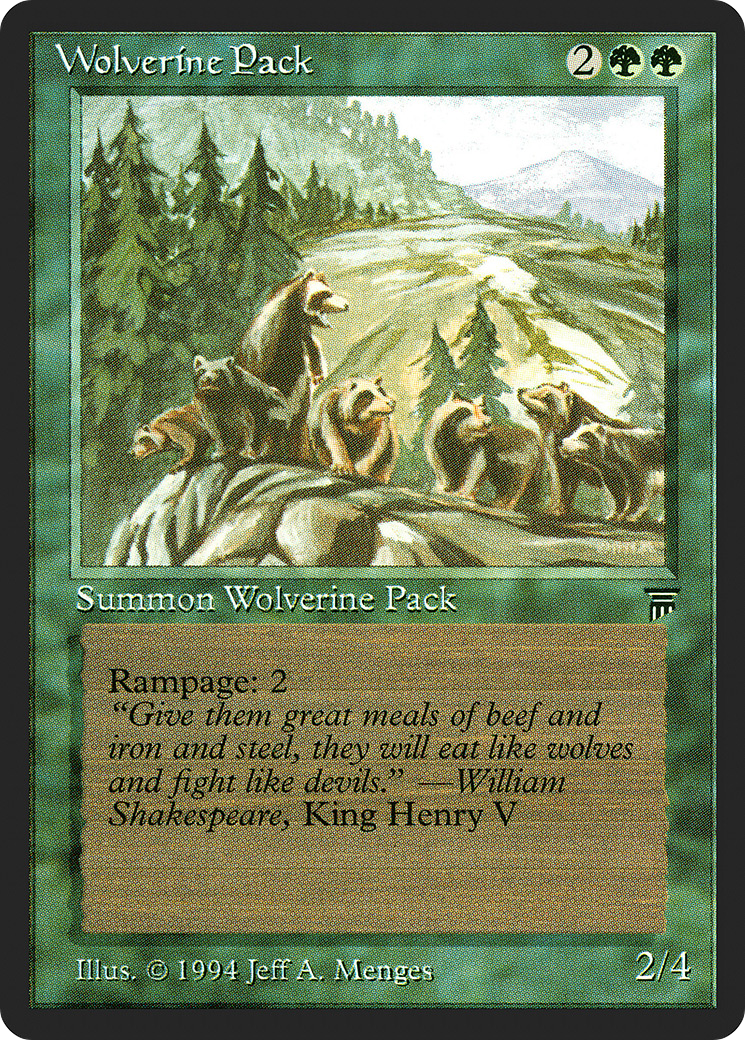 Wolverine Pack 2
Summon Wolverine Pack
Rampage: 2
“Give them great meals of beef and
iron and steel, they will eat like wolves
and fight like devils.” —William
Shakespeare, King Henry V
Illus. © 1994 Jeff A. Menges 2/4